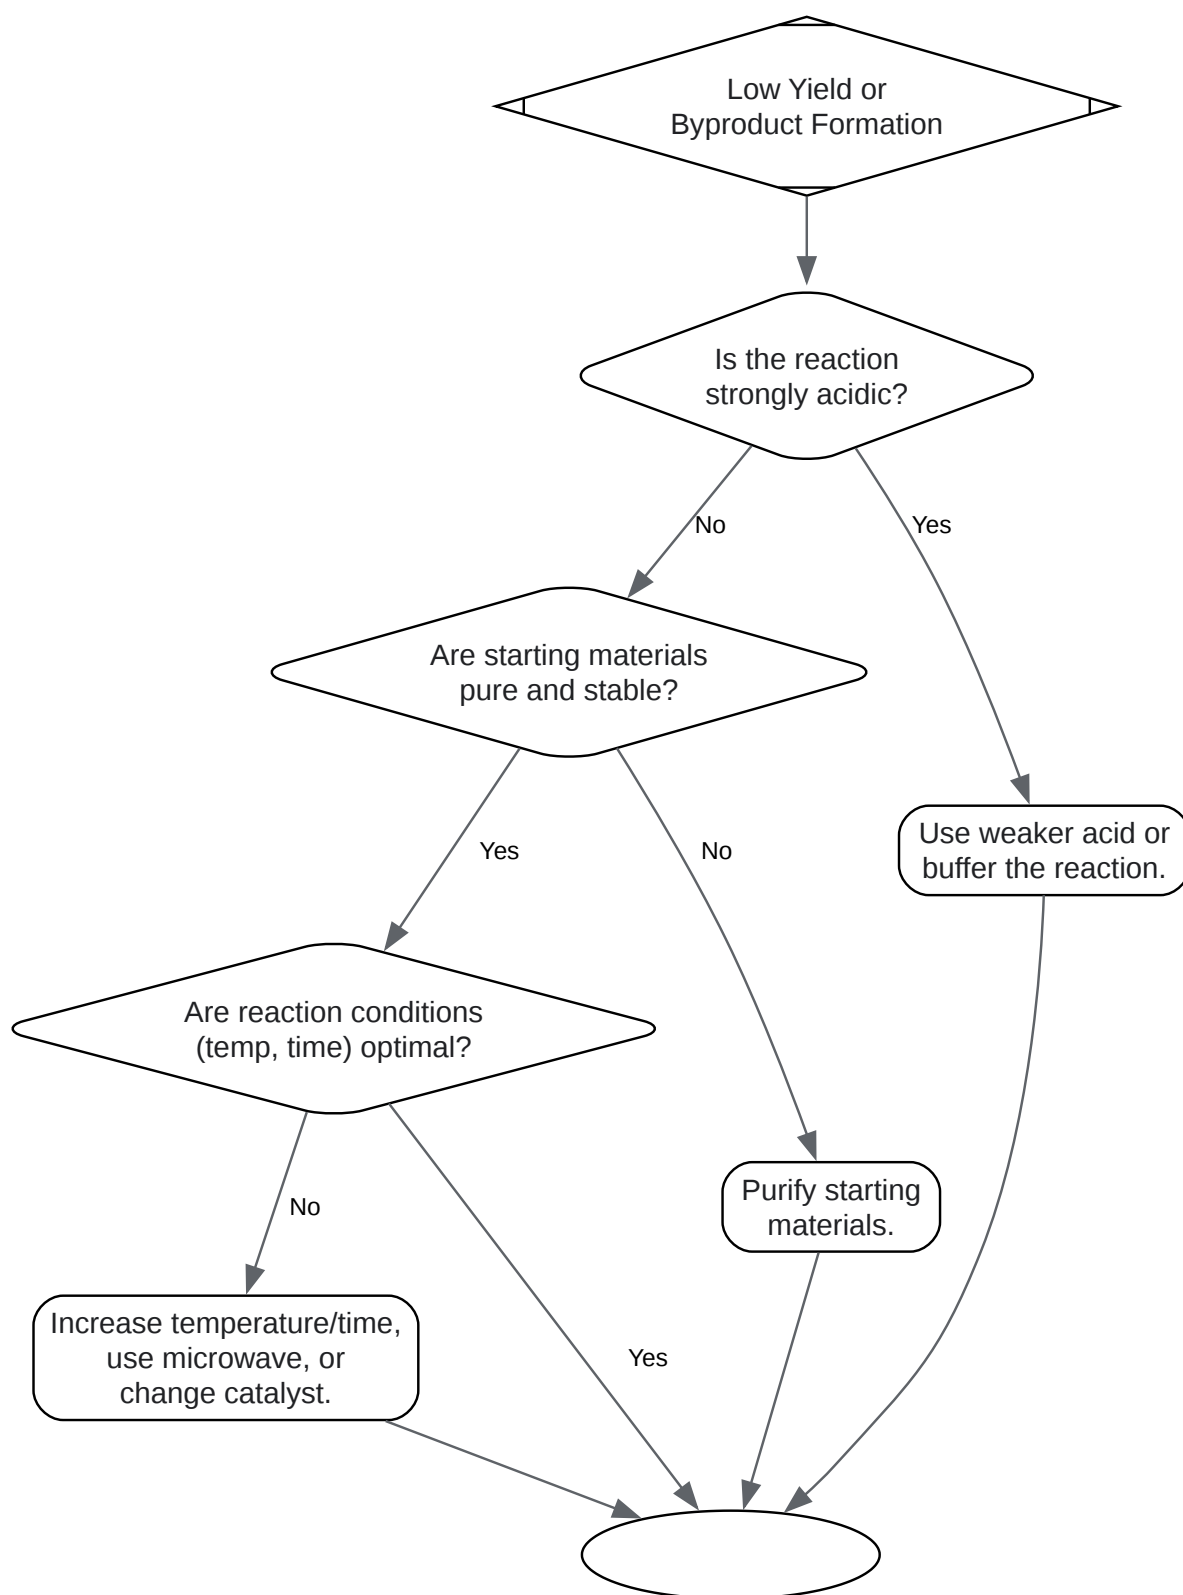 Low Yield or
Byproduct Formation
Is the reaction
strongly acidic?
No
Yes
Are starting materials
pure and stable?
Yes
No
Use weaker acid or
buffer the reaction.
Are reaction conditions
(temp, time) optimal?
No
Yes
Purify starting
materials.
Increase temperature/time,
use microwave, or
change catalyst.